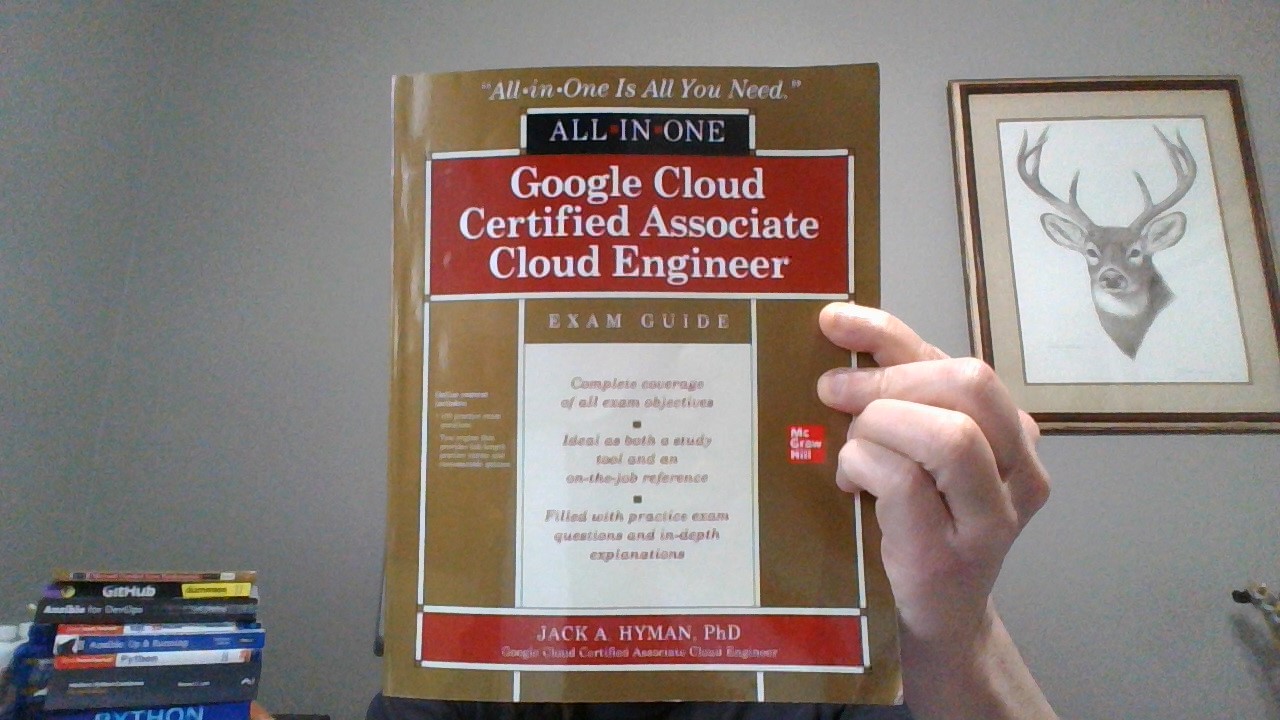 "All•in•One Is All You Need."
ALL•IN•ONE
Google Cloud
Certified Associate
Cloud Engineer
EXAM GUIDE
Complete coverage
of all exam objectives
Ideal as both a study
tool and an
on-the-job reference
Filled with practice exam
questions and in-depth
explanations
Mc
Graw
Hill
JACK A. HYMAN, PhD
Google Cloud Certified Associate Cloud Engineer
GitHub
Ansible for DevOps
Ansible: Up & Running
Python
PYTHON